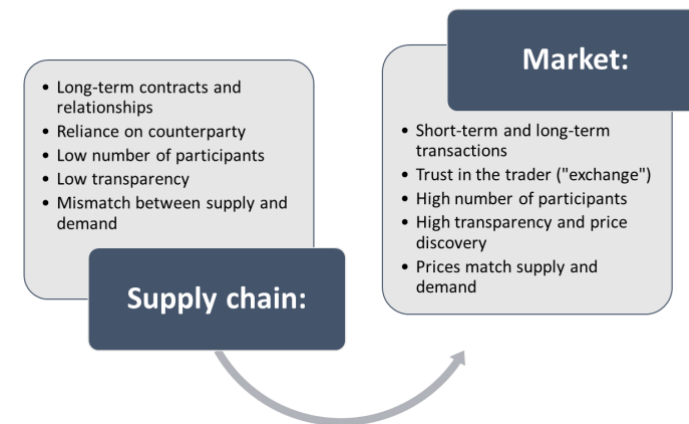 • Long-term contracts and
relationships
• Reliance on counterparty
• Low number of participants
• Low transparency
• Mismatch between supply and
demand
Supply chain:
Market:
• Short-term and long-term
transactions
• Trust in the trader ("exchange")
• High number of participants
• High transparency and price
discovery
• Prices match supply and
demand